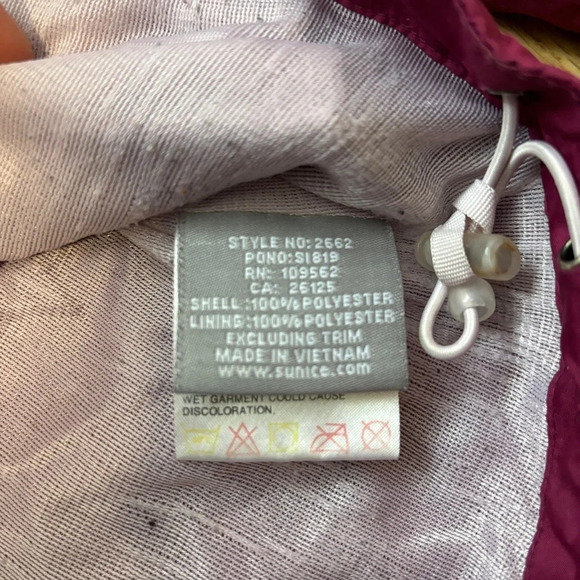 STYLE NO: 2662
PONO: SI819
RN: 109562
CA: 26125
SHELL :100% POLYESTER
LINING:100% POLYESTER
EXCLUDING TRIM
MADE IN VIETNAM
www.sunice.com
WET GARMENT COULD CAUSE
DISCOLORATION.